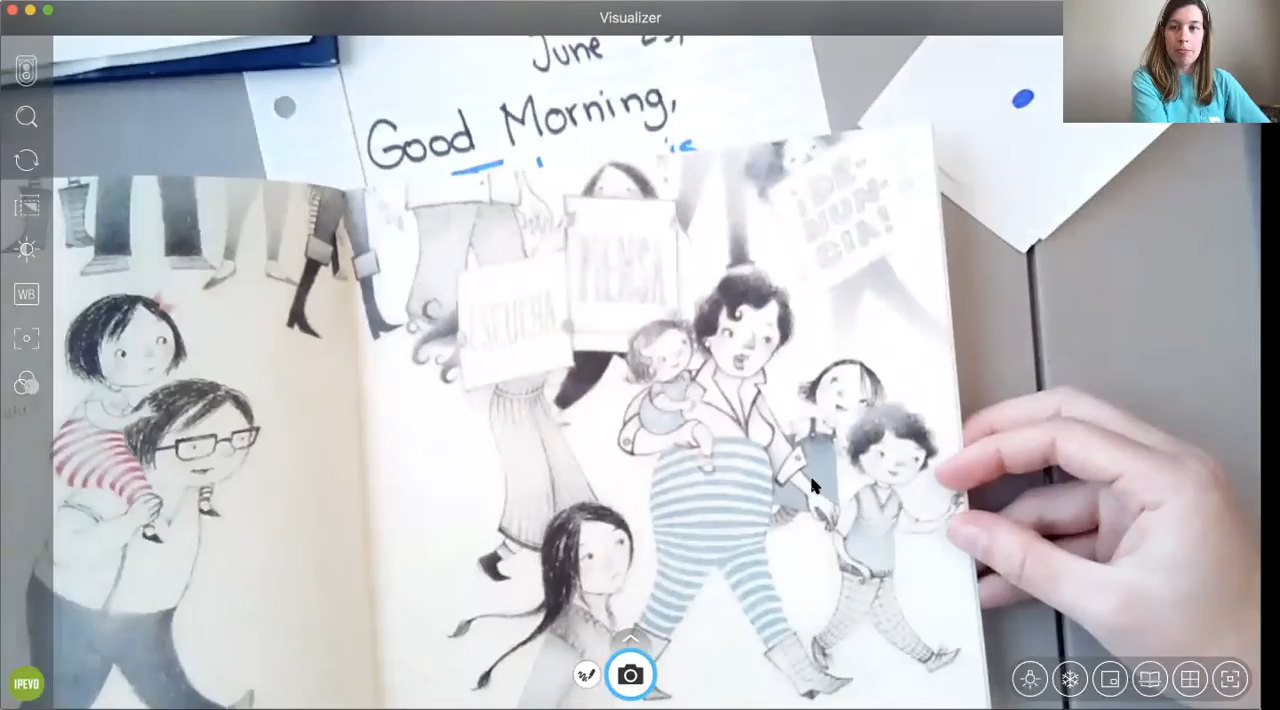 Visualizer
June
Good Morning,
ESCUCHA
PIENSA
¡DE-
NUN-
CIA!
WB
IPEVO